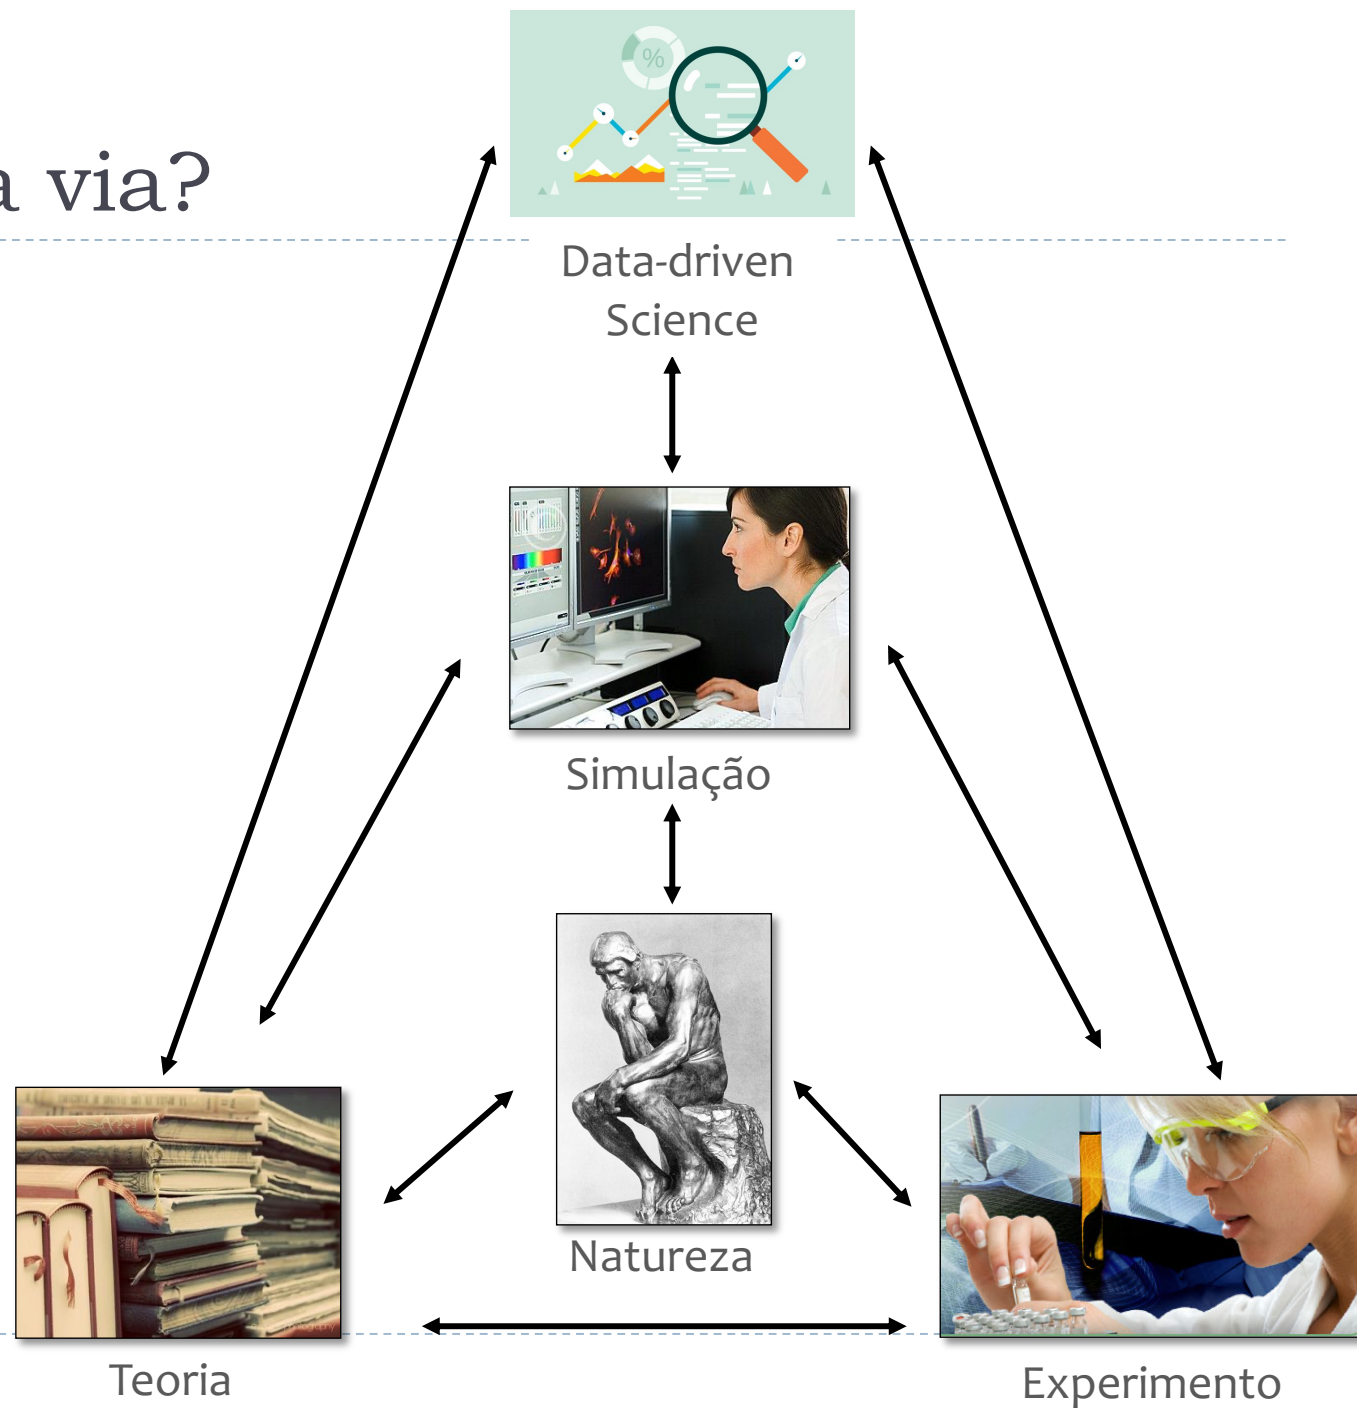 a via?
%
Data-driven
Science
Simulação
Natureza
Teoria
Experimento